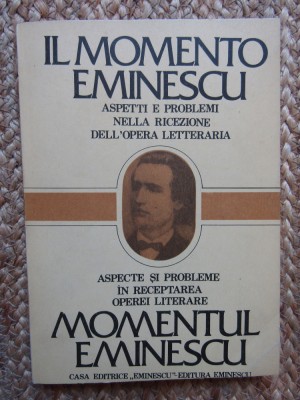 IL MOMENTO
EMINESCU
ASPETTI E PROBLEMI
NELLA RICEZIONE
DELL'OPERA LETTERARIA
ASPECTE ȘI PROBLEME
ÎN RECEPTAREA
OPEREI LITERARE
MOMENTUL
EMINESCU
CASA EDITRICE „EMINESCU"-EDITURA EMINESCU